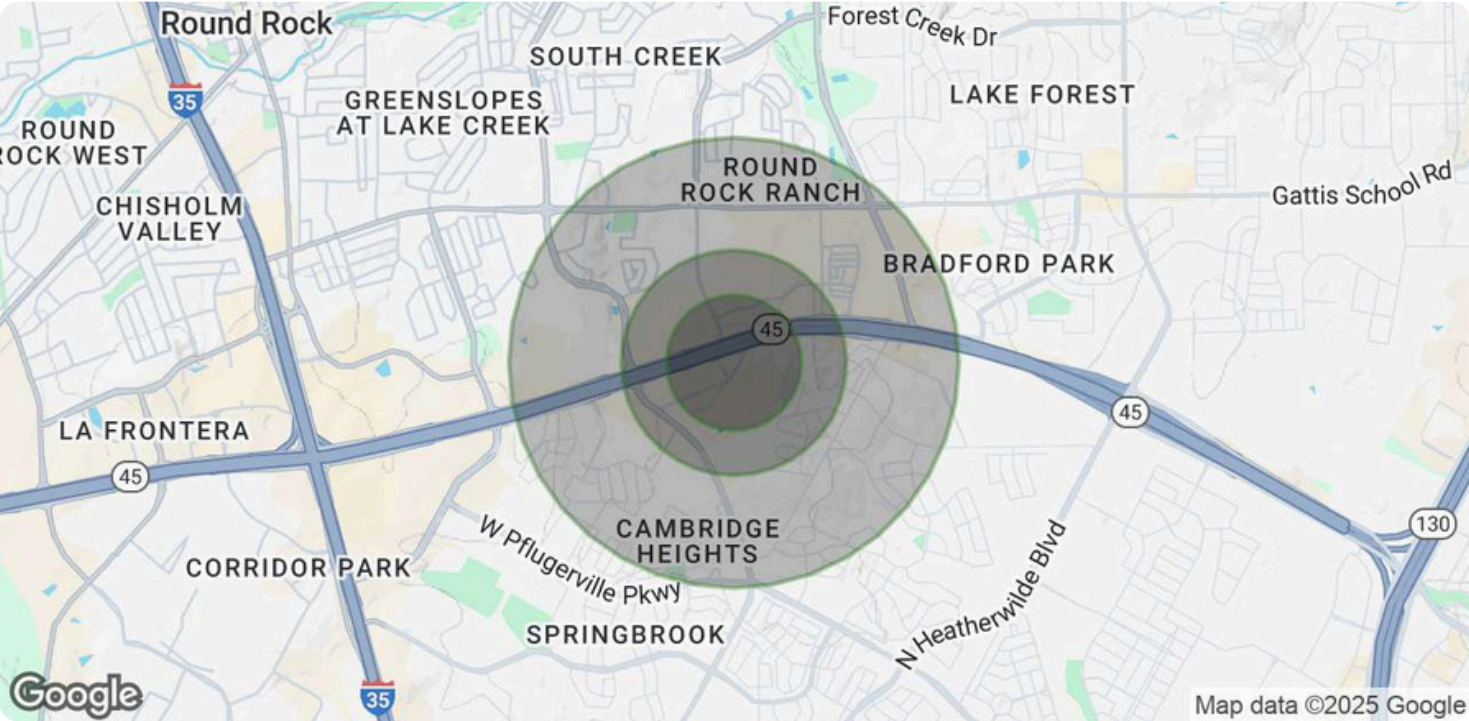 Round Rock
Forest Creek Dr
SOUTH CREEK
35
LAKE FOREST
GREENSLOPES
AT LAKE CREEK
ROUND
ROCK WEST
ROUND
ROCK RANCH
Gattis School Rd
CHISHOLM
VALLEY
BRADFORD PARK
45
45
LA FRONTERA
45
130
CAMBRIDGE
HEIGHTS
W Pflugerville Pkwy
CORRIDOR PARK
N Heatherwilde Blvd
SPRINGBROOK
35
Google
Map data ©2025 Google